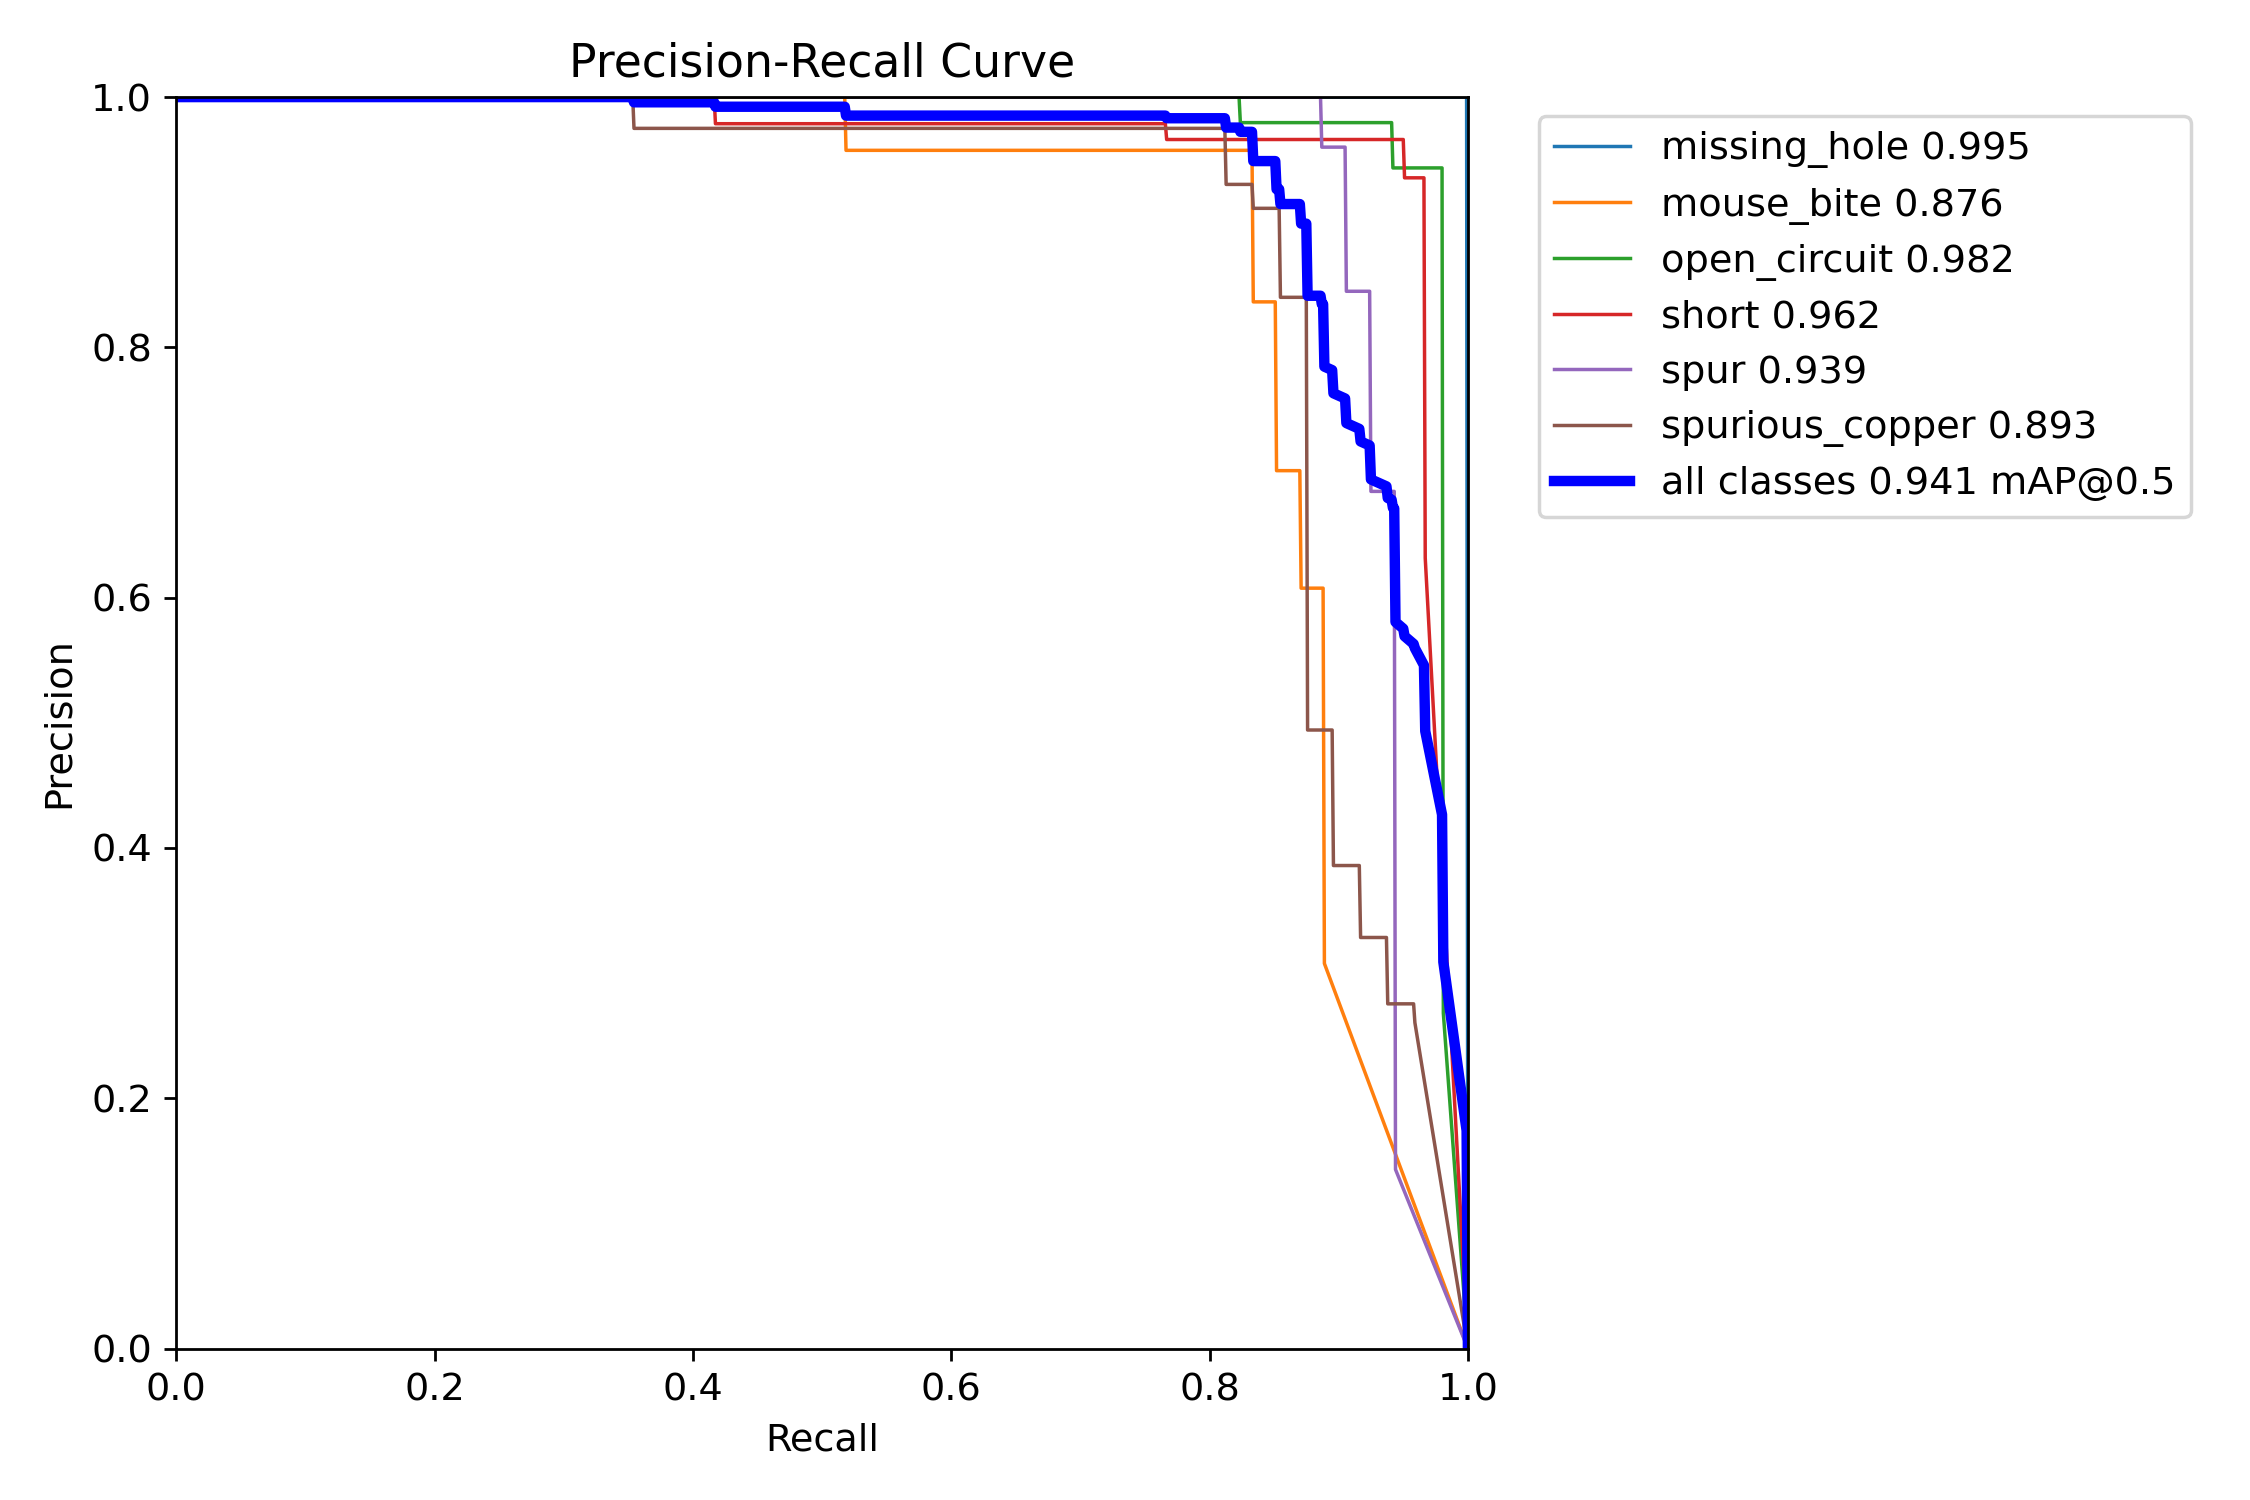 Precision-Recall Curve
1.0
0.8
0.6
0.4
0.2
0.0
Precision
0.0 0.2 0.4 0.6 0.8 1.0
Recall
missing_hole 0.995
mouse_bite 0.876
open_circuit 0.982
short 0.962
spur 0.939
spurious_copper 0.893
all classes 0.941 mAP@0.5